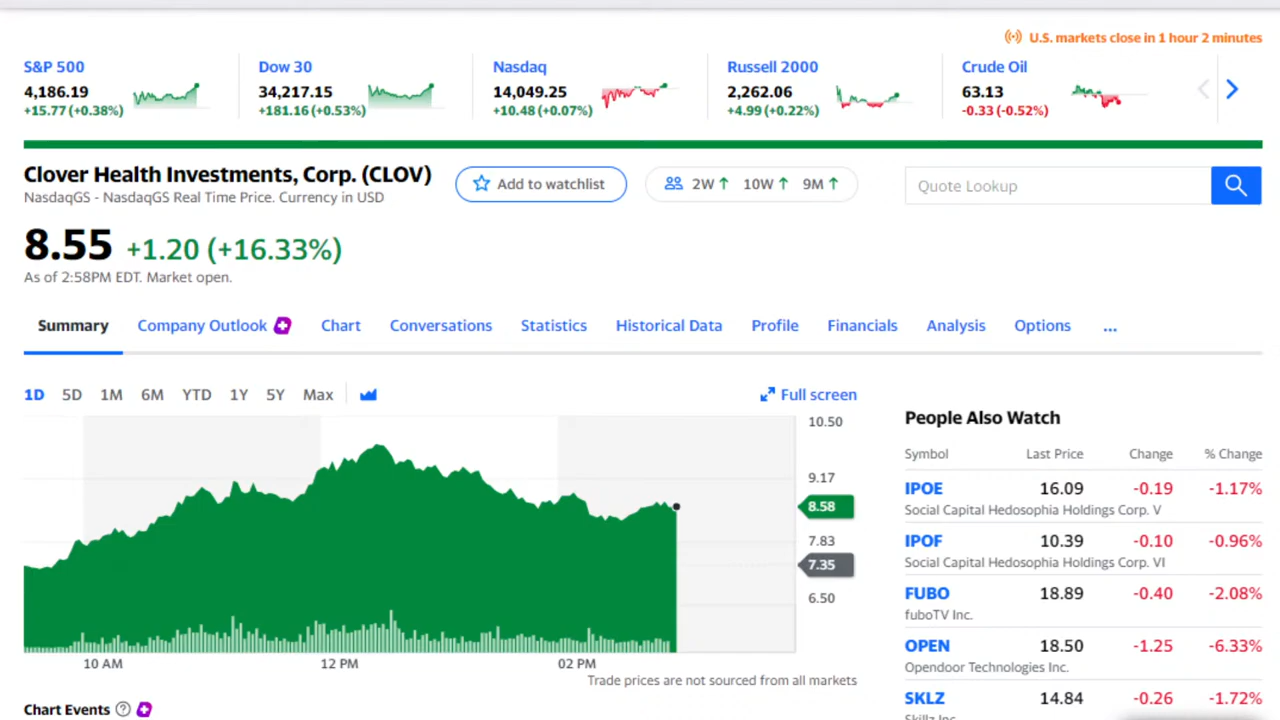 U.S. markets close in 1 hour 2 minutes
S&P 500
4,186.19
+15.77 (+0.38%)
Dow 30
34,217.15
+181.16 (+0.53%)
Nasdaq
14,049.25
+10.48 (+0.07%)
Russell 2000
2,262.06
+4.99 (+0.22%)
Crude Oil
63.13
-0.33 (-0.52%)
Clover Health Investments, Corp. (CLOV)
NasdaqGS - NasdaqGS Real Time Price. Currency in USD
Add to watchlist
2W↑ 10W↑ 9M↑
Quote Lookup
8.55 +1.20 (+16.33%)
As of 2:58PM EDT. Market open.
Summary Company Outlook Chart Conversations Statistics Historical Data Profile Financials Analysis Options ...
1D 5D 1M 6M YTD 1Y 5Y Max
Full screen
10.50
9.17
8.58
7.83
7.35
6.50
10 AM 12 PM 02 PM
Trade prices are not sourced from all markets
Chart Events
People Also Watch
Symbol Last Price Change % Change
IPOE 16.09 -0.19 -1.17%
Social Capital Hedosophia Holdings Corp. V
IPOF 10.39 -0.10 -0.96%
Social Capital Hedosophia Holdings Corp. VI
FUBO 18.89 -0.40 -2.08%
fuboTV Inc.
OPEN 18.50 -1.25 -6.33%
Opendoor Technologies Inc.
SKLZ 14.84 -0.26 -1.72%
Skillz Inc.